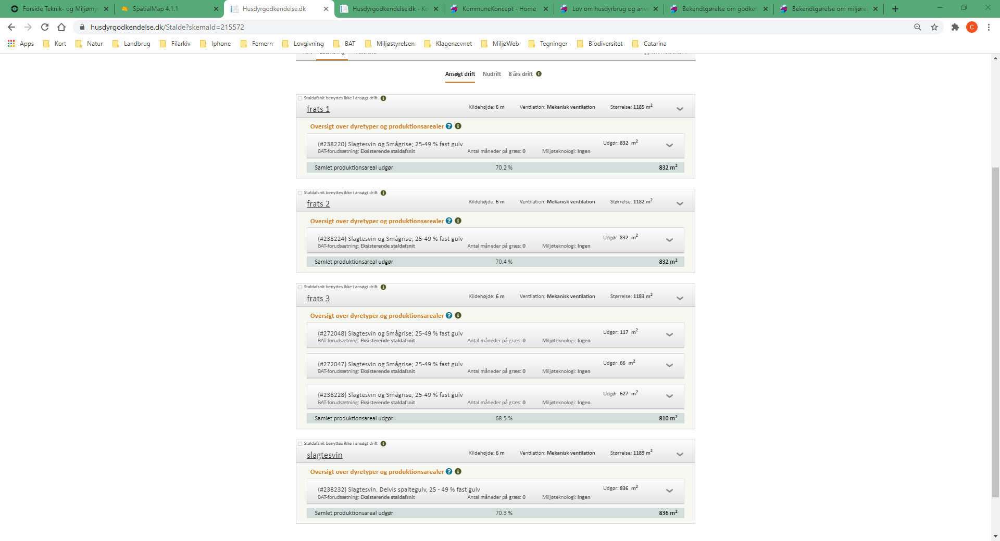 Forside Teknik- og Miljømyn
SpatialMap 4.1.1
Husdyrgodkendelse.dk
Husdyrgodkendelse.dk - Ko
KommuneKoncept - Home
Lov om husdyrbrug og anve
Bekendtgørelse om godken
Bekendtgørelse om miljøre
husdyrgodkendelse.dk/Stalde?skemaId=215572
C
Apps Kort Natur Landbrug Filarkiv Iphone Femern Lovgivning BAT Miljøstyrelsen Klagenævnet MiljøWeb Tegninger Biodiversitet Catarina
Ansøgt drift Nudrift 8 års drift
Staldafsnit benyttes ikke i ansøgt drift
frats 1 Kildehøjde: 6 m Ventilation: Mekanisk ventilation Størrelse: 1185 m²
Oversigt over dyretyper og produktionsarealer
(#238220) Slagtesvin og Smågrise; 25-49 % fast gulv Udgør: 832 m²
BAT-forudsætning: Eksisterende staldafsnit Antal måneder på græs: 0 Miljøteknologi: Ingen
Samlet produktionsareal udgør 70.2 % 832 m²
Staldafsnit benyttes ikke i ansøgt drift
frats 2 Kildehøjde: 6 m Ventilation: Mekanisk ventilation Størrelse: 1182 m²
Oversigt over dyretyper og produktionsarealer
(#238224) Slagtesvin og Smågrise; 25-49 % fast gulv Udgør: 832 m²
BAT-forudsætning: Eksisterende staldafsnit Antal måneder på græs: 0 Miljøteknologi: Ingen
Samlet produktionsareal udgør 70.4 % 832 m²
Staldafsnit benyttes ikke i ansøgt drift
frats 3 Kildehøjde: 6 m Ventilation: Mekanisk ventilation Størrelse: 1183 m²
Oversigt over dyretyper og produktionsarealer
(#272048) Slagtesvin og Smågrise; 25-49 % fast gulv Udgør: 117 m²
BAT-forudsætning: Eksisterende staldafsnit Antal måneder på græs: 0 Miljøteknologi: Ingen
(#272047) Slagtesvin og Smågrise; 25-49 % fast gulv Udgør: 66 m²
BAT-forudsætning: Eksisterende staldafsnit Antal måneder på græs: 0 Miljøteknologi: Ingen
(#238228) Slagtesvin og Smågrise; 25-49 % fast gulv Udgør: 627 m²
BAT-forudsætning: Eksisterende staldafsnit Antal måneder på græs: 0 Miljøteknologi: Ingen
Samlet produktionsareal udgør 68.5 % 810 m²
Staldafsnit benyttes ikke i ansøgt drift
slagtesvin Kildehøjde: 6 m Ventilation: Mekanisk ventilation Størrelse: 1189 m²
Oversigt over dyretyper og produktionsarealer
(#238232) Slagtesvin. Delvis spaltegulv, 25 - 49 % fast gulv Udgør: 836 m²
BAT-forudsætning: Eksisterende staldafsnit Antal måneder på græs: 0 Miljøteknologi: Ingen
Samlet produktionsareal udgør 70.3 % 836 m²